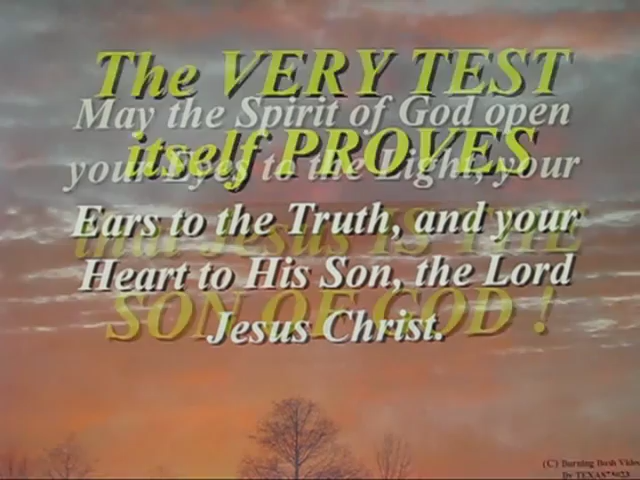 The VERY TEST
May the Spirit of God open
itself PROVES
your Eyes to the Light, your
Ears to the Truth, and your
that Jesus IS THE
Heart to His Son, the Lord
SON OF GOD !
Jesus Christ.
(C) Burning Bush Video
By TEXAS75023